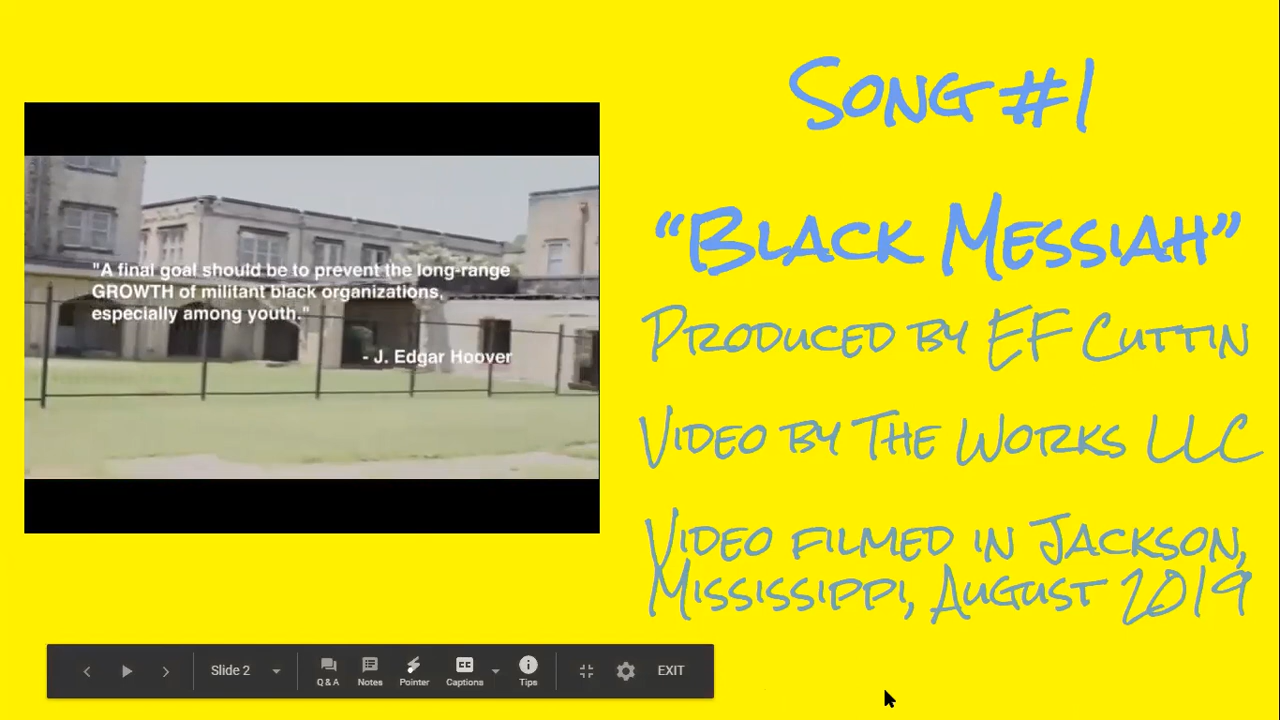 "A final goal should be to prevent the long-range
GROWTH of militant black organizations,
especially among youth."
- J. Edgar Hoover
SONG #1
"BLACK MESSIAH"
PRODUCED BY EF CUTTIN
VIDEO BY THE WORKS LLC
VIDEO FILMED IN JACKSON,
MISSISSIPPI, AUGUST 2019
Slide 2
Q & A
Notes
Pointer
CC
Captions
Tips
EXIT